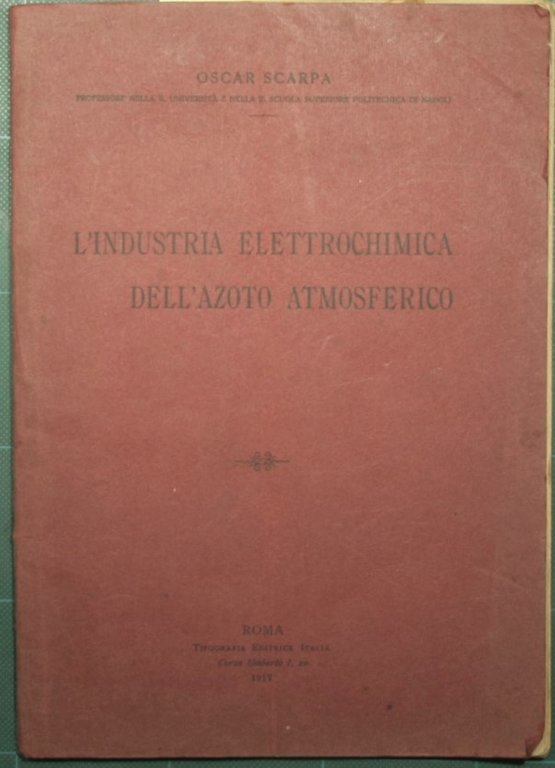 OSCAR SCARPA
PROFESSORE NELLA R. UNIVERSITÀ E NELLA R. SCUOLA SUPERIORE POLITECNICA DI NAPOLI
L'INDUSTRIA ELETTROCHIMICA
DELL'AZOTO ATMOSFERICO
ROMA
TIPOGRAFIA EDITRICE ITALIA
Corso Umberto I, 20
1917